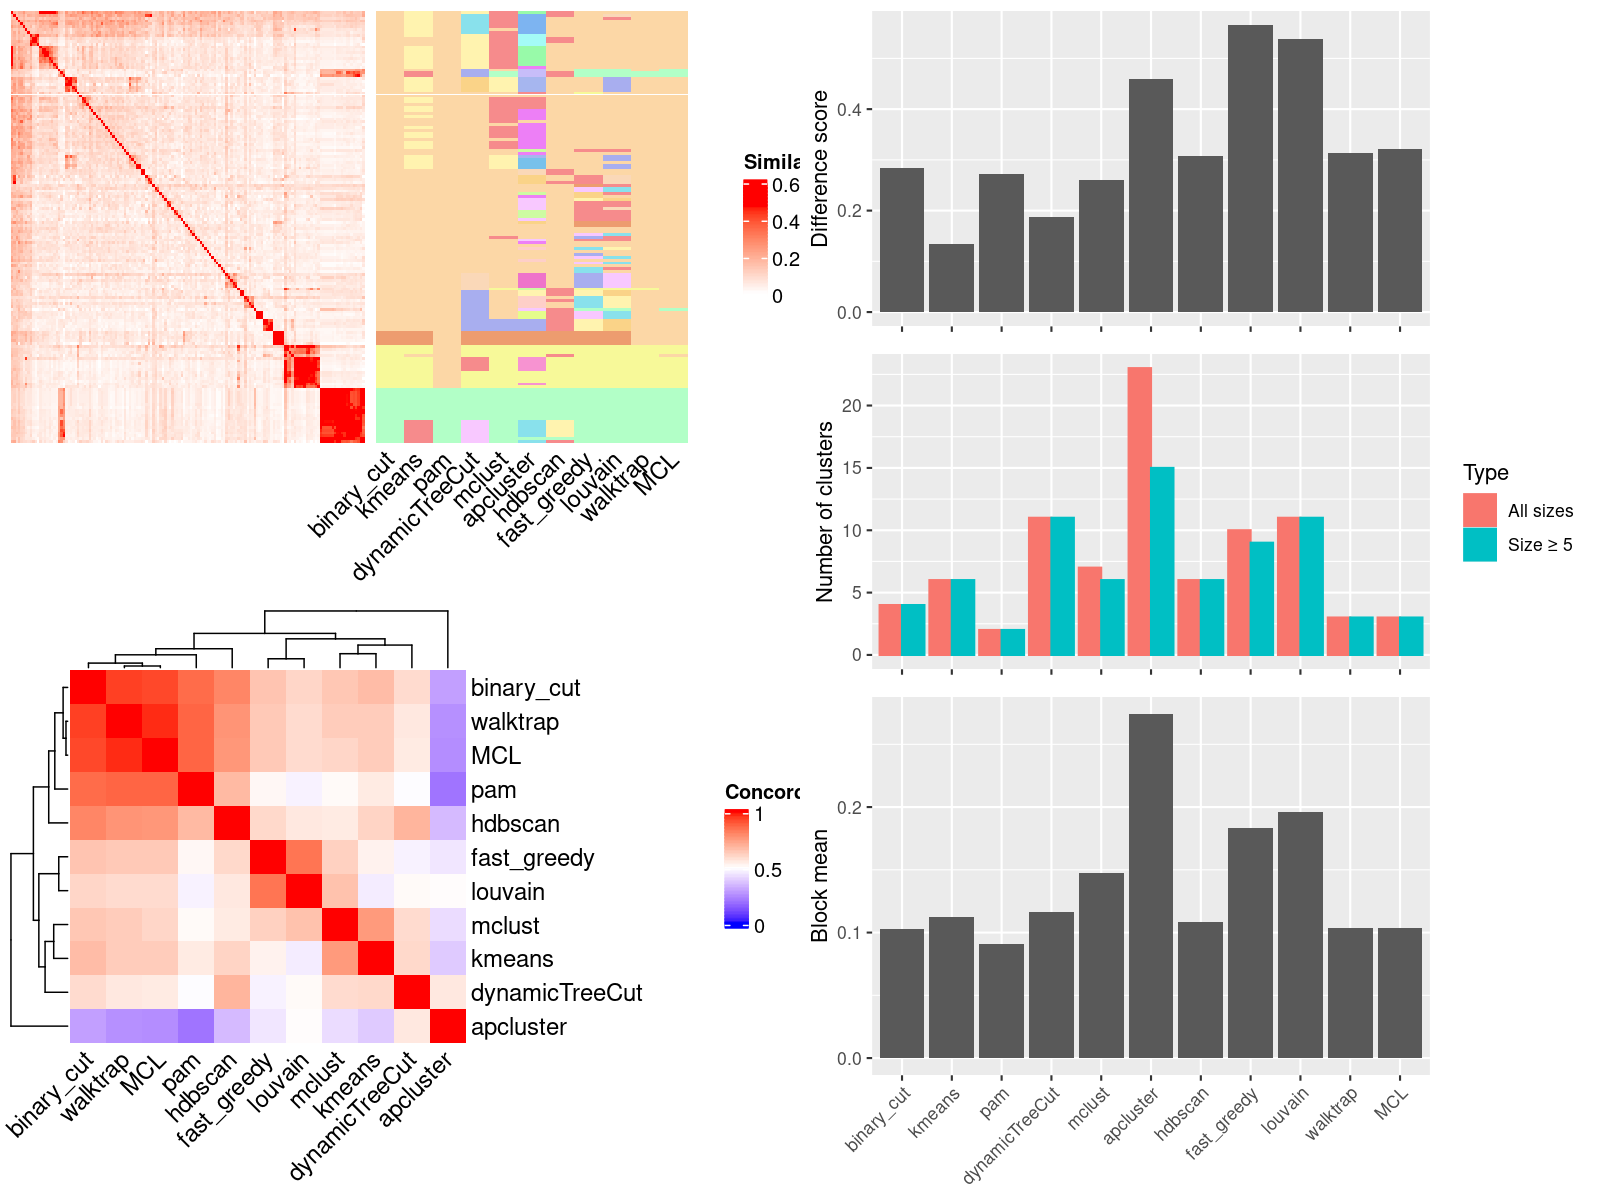 Simila
0.6
0.4
0.2
0
binary_cut
kmeans
pam
dynamicTreeCut
mclust
apcluster
hdbscan
fast_greedy
louvain
walktrap
MCL
Difference score
0.4
0.2
0.0
Number of clusters
20
15
10
5
0
Type
All sizes
Size ≥ 5
Block mean
0.2
0.1
0.0
binary_cut
kmeans
pam
dynamicTreeCut
mclust
apcluster
hdbscan
fast_greedy
louvain
walktrap
MCL
binary_cut
walktrap
MCL
pam
hdbscan
fast_greedy
louvain
mclust
kmeans
dynamicTreeCut
apcluster
binary_cut
walktrap
MCL
pam
hdbscan
fast_greedy
louvain
mclust
kmeans
dynamicTreeCut
apcluster
Concord
1
0.5
0